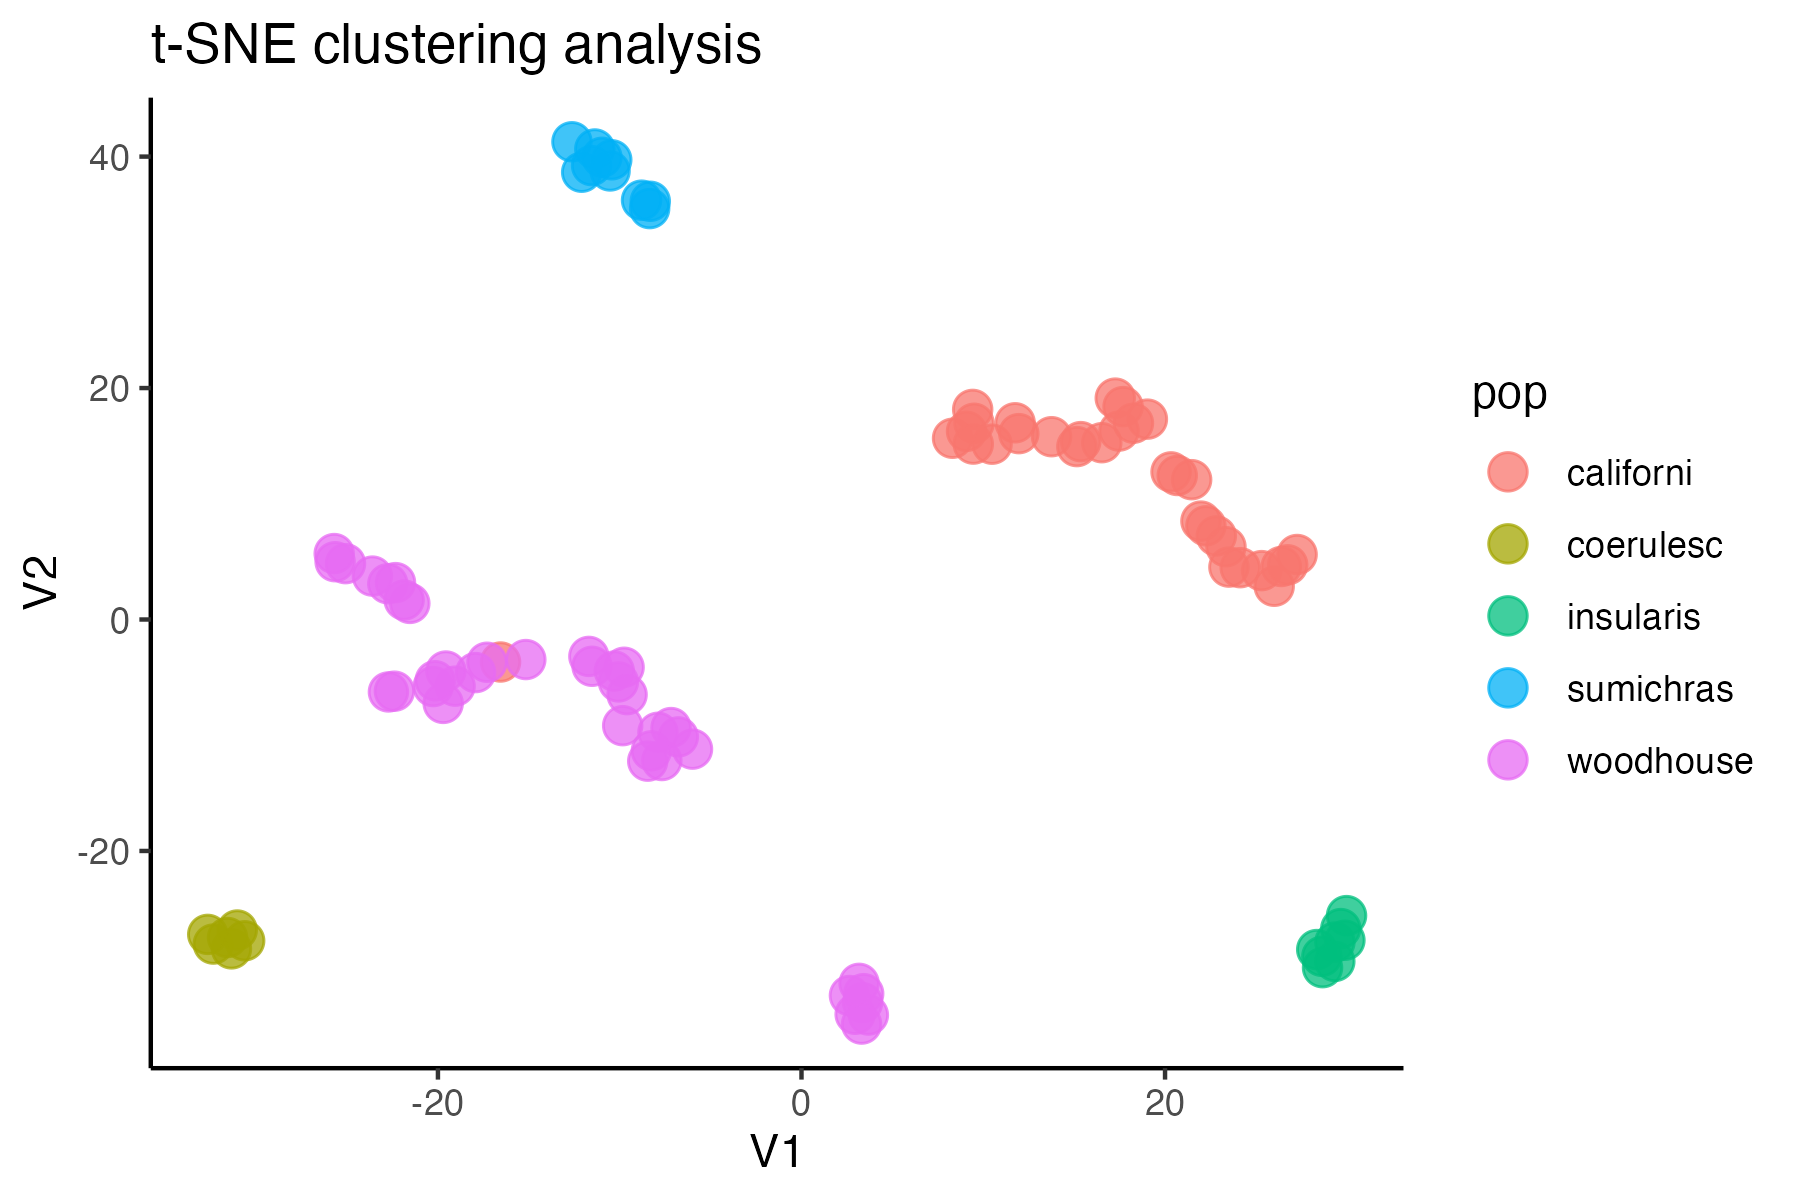 t-SNE clustering analysis
40
20
0
-20
V2
-20
0
20
V1
pop
californi
coerulesc
insularis
sumichras
woodhouse